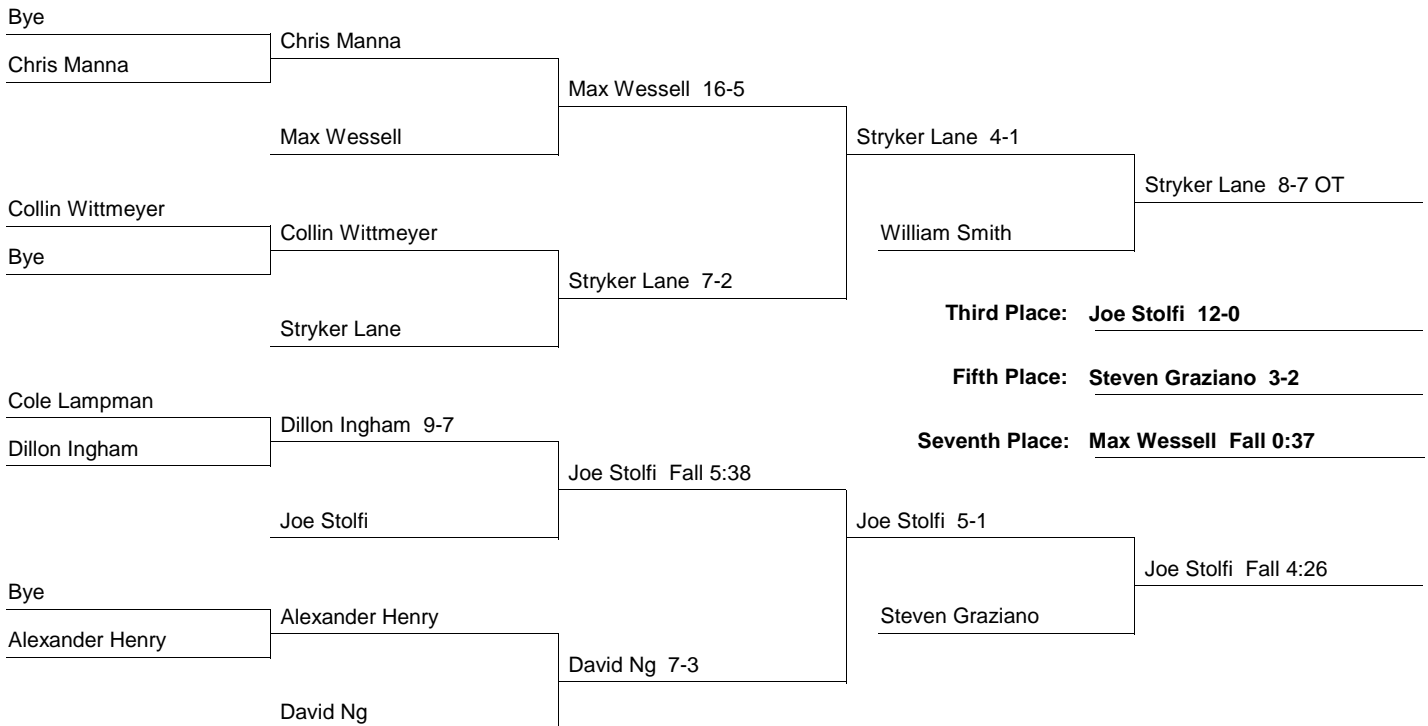 Bye
Chris Manna
Chris Manna
Max Wessell 16-5
Max Wessell
Stryker Lane 4-1
Stryker Lane 8-7 OT
Collin Wittmeyer
Collin Wittmeyer
William Smith
Bye
Stryker Lane 7-2
Third Place: Joe Stolfi 12-0
Stryker Lane
Fifth Place: Steven Graziano 3-2
Cole Lampman
Dillon Ingham 9-7
Dillon Ingham
Seventh Place: Max Wessell Fall 0:37
Joe Stolfi Fall 5:38
Joe Stolfi
Joe Stolfi 5-1
Joe Stolfi Fall 4:26
Bye
Alexander Henry
Steven Graziano
Alexander Henry
David Ng 7-3
David Ng